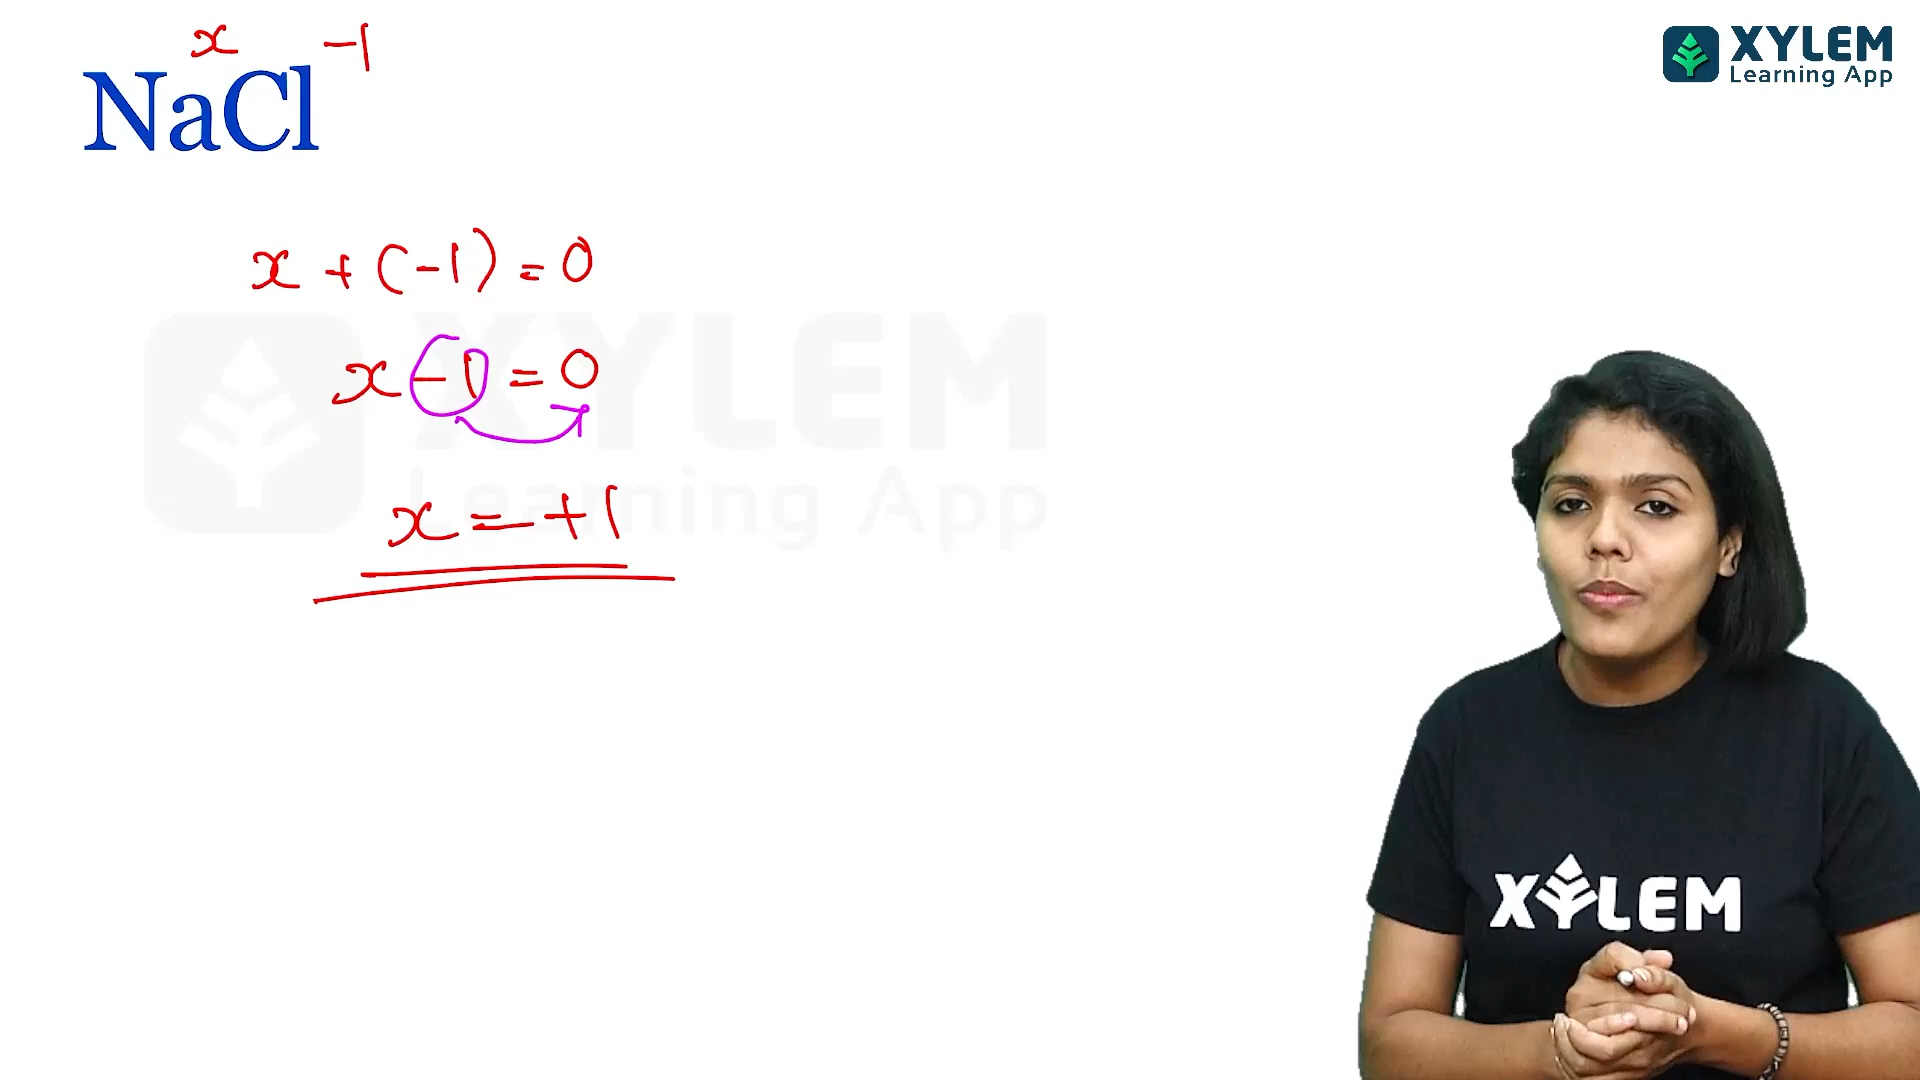 x -1
NaCl
x + (-1) = 0
x -1 = 0
x = +1
XYLEM
Learning App
XYLEM
Learning App
XYLEM